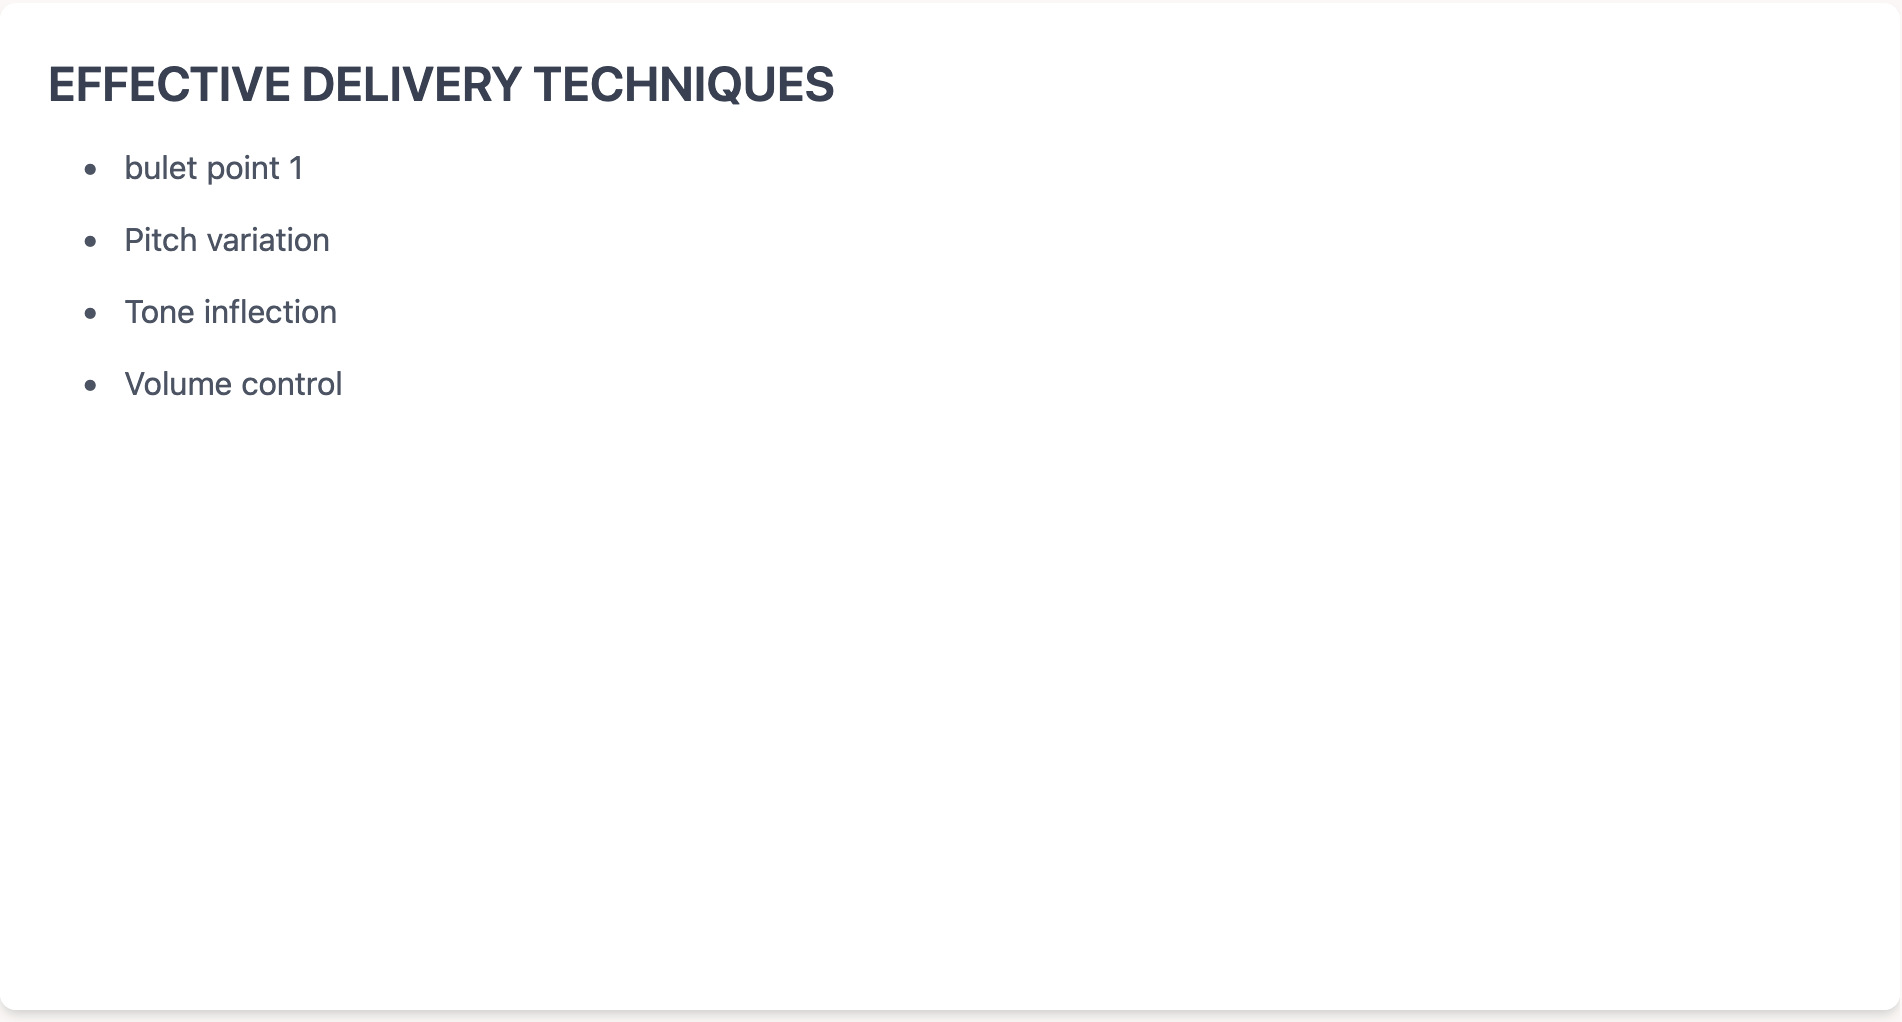 EFFECTIVE DELIVERY TECHNIQUES
• bulet point 1
• Pitch variation
• Tone inflection
• Volume control